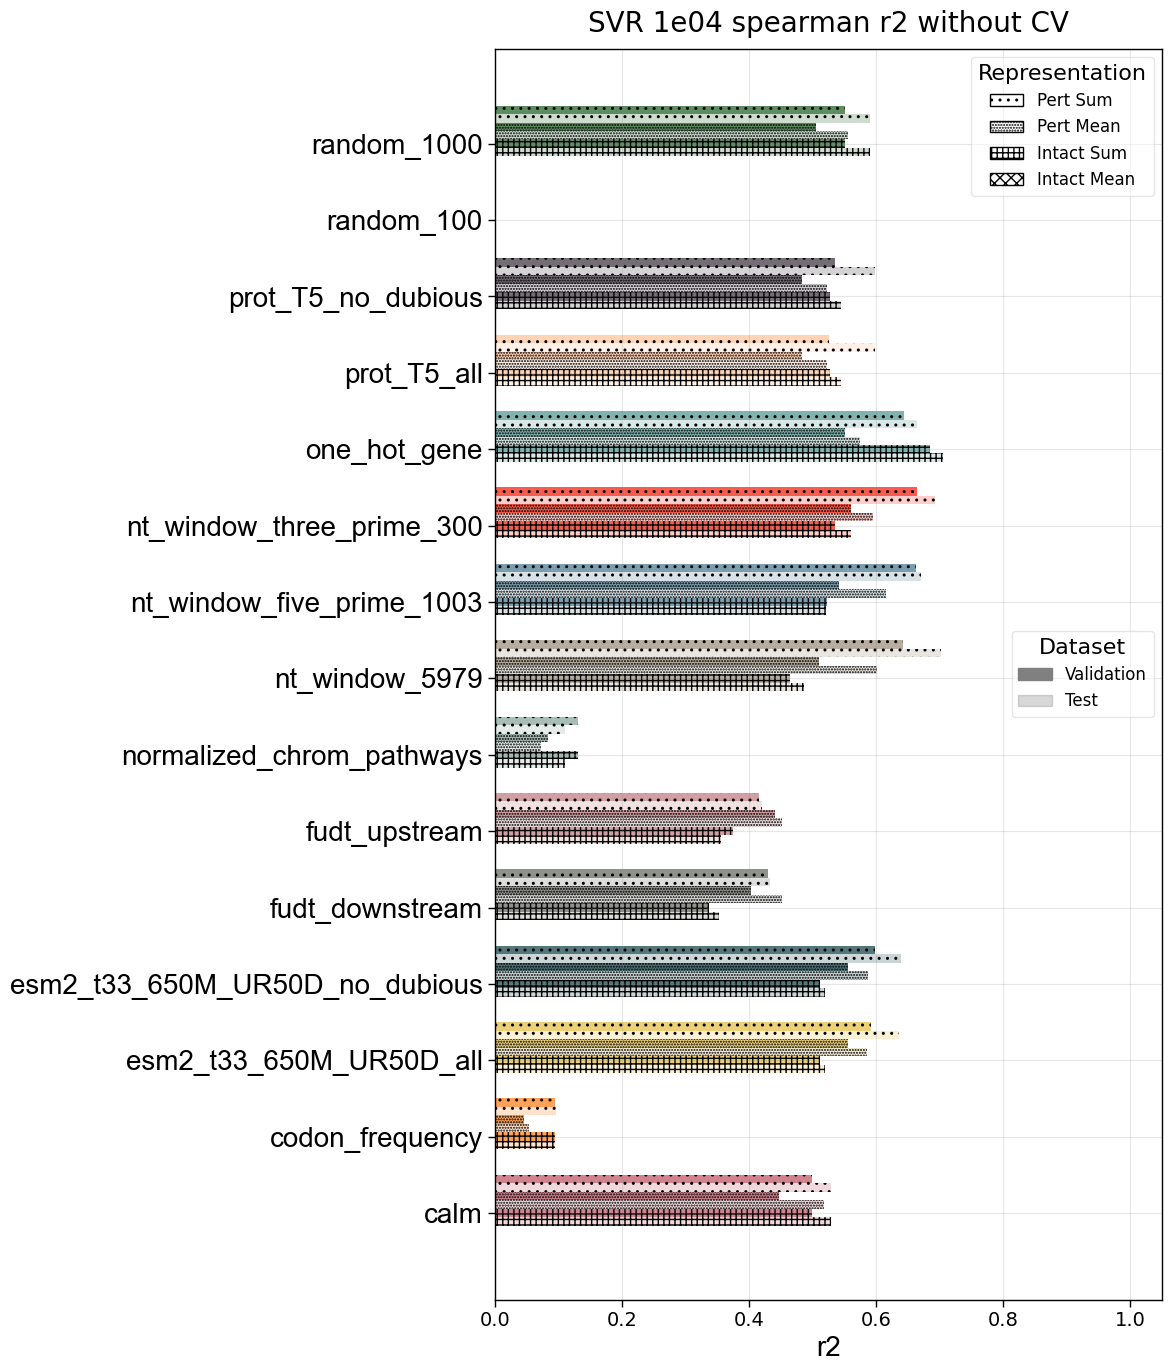 SVR 1e04 spearman r2 without CV
Representation
Pert Sum
Pert Mean
Intact Sum
Intact Mean
random_1000
random_100
prot_T5_no_dubious
prot_T5_all
one_hot_gene
nt_window_three_prime_300
nt_window_five_prime_1003
Dataset
Validation
Test
nt_window_5979
normalized_chrom_pathways
fudt_upstream
fudt_downstream
esm2_t33_650M_UR50D_no_dubious
esm2_t33_650M_UR50D_all
codon_frequency
calm
0.0 0.2 0.4 0.6 0.8 1.0
r2